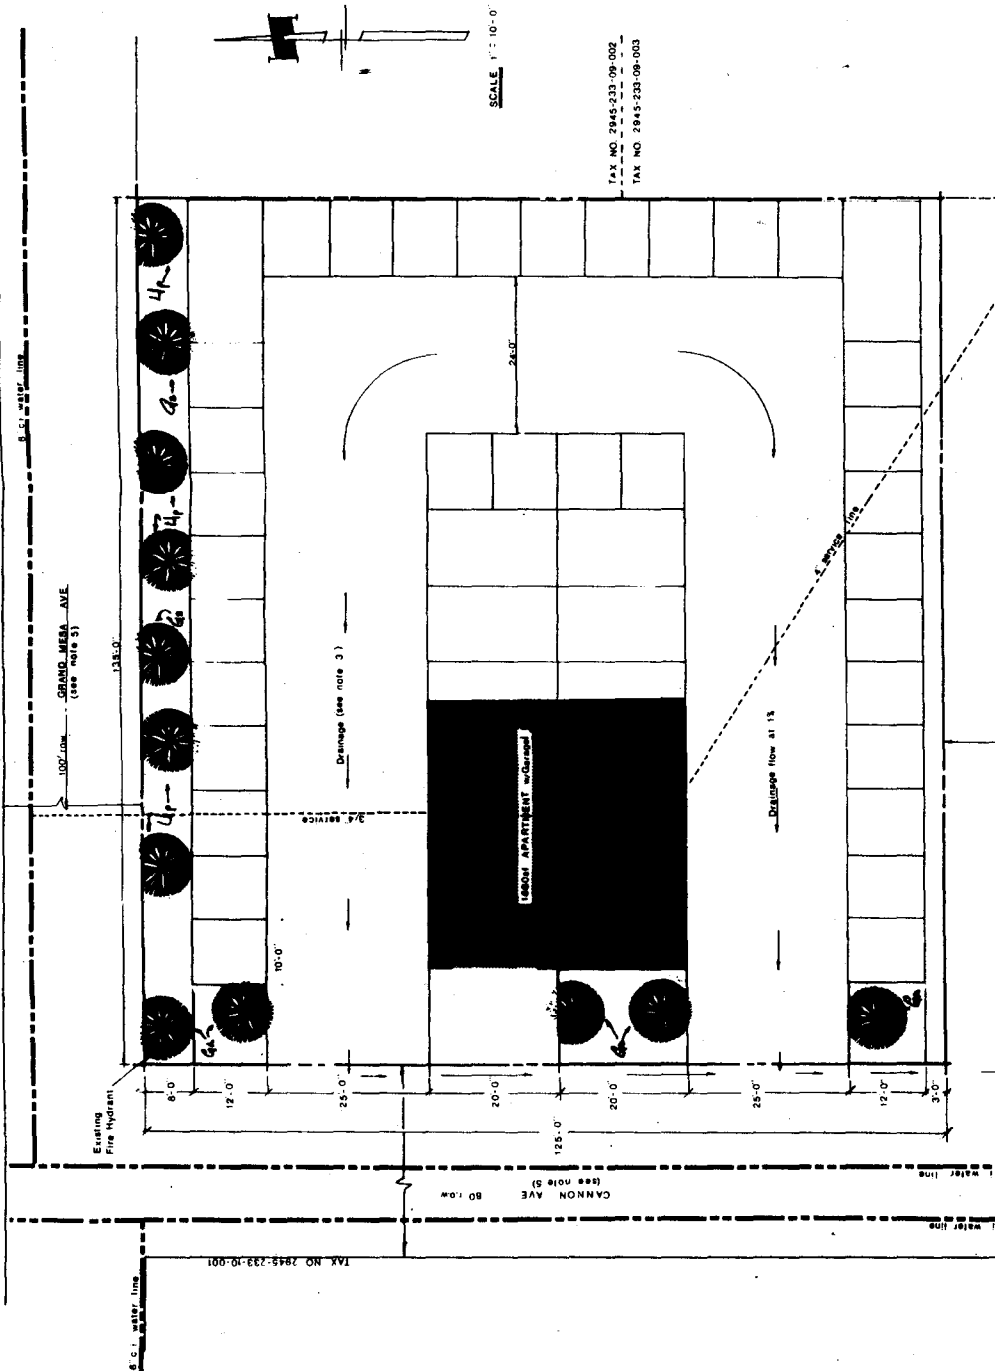 SCALE 1" = 10'-0"
TAX NO. 2945-233-09-002
TAX NO. 2945-233-09-003
6" c.i. water line
100' row
GRAND MESA AVE
(see note 5)
135'-0"
24'-0"
4" service line
Drainage (see note 3)
3/4" service
1680sf APARTMENT w/Garage
Drainage flow at 1%
10'-0"
Existing
Fire Hydrant
8'-0"
12'-0"
25'-0"
20'-0"
20'-0"
25'-0"
12'-0"
3'-0"
125'-0"
CANNON AVE 80 r.o.w
(see note 5)
water line
water line
TAX NO 2945-233-10-001
6" c.i. water line